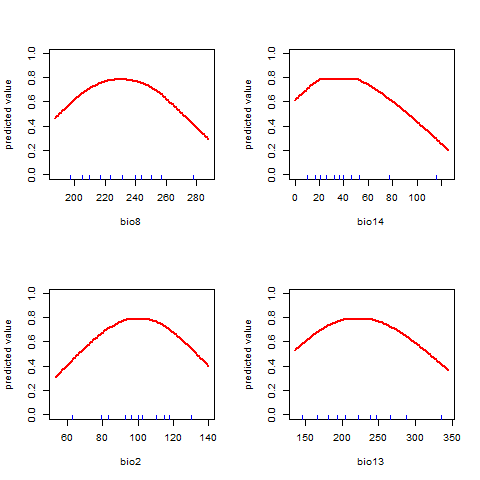 predicted value
0.0 0.2 0.4 0.6 0.8 1.0
200 220 240 260 280
bio8
predicted value
0.0 0.2 0.4 0.6 0.8 1.0
0 20 40 60 80 100
bio14
predicted value
0.0 0.2 0.4 0.6 0.8 1.0
60 80 100 120 140
bio2
predicted value
0.0 0.2 0.4 0.6 0.8 1.0
150 200 250 300 350
bio13